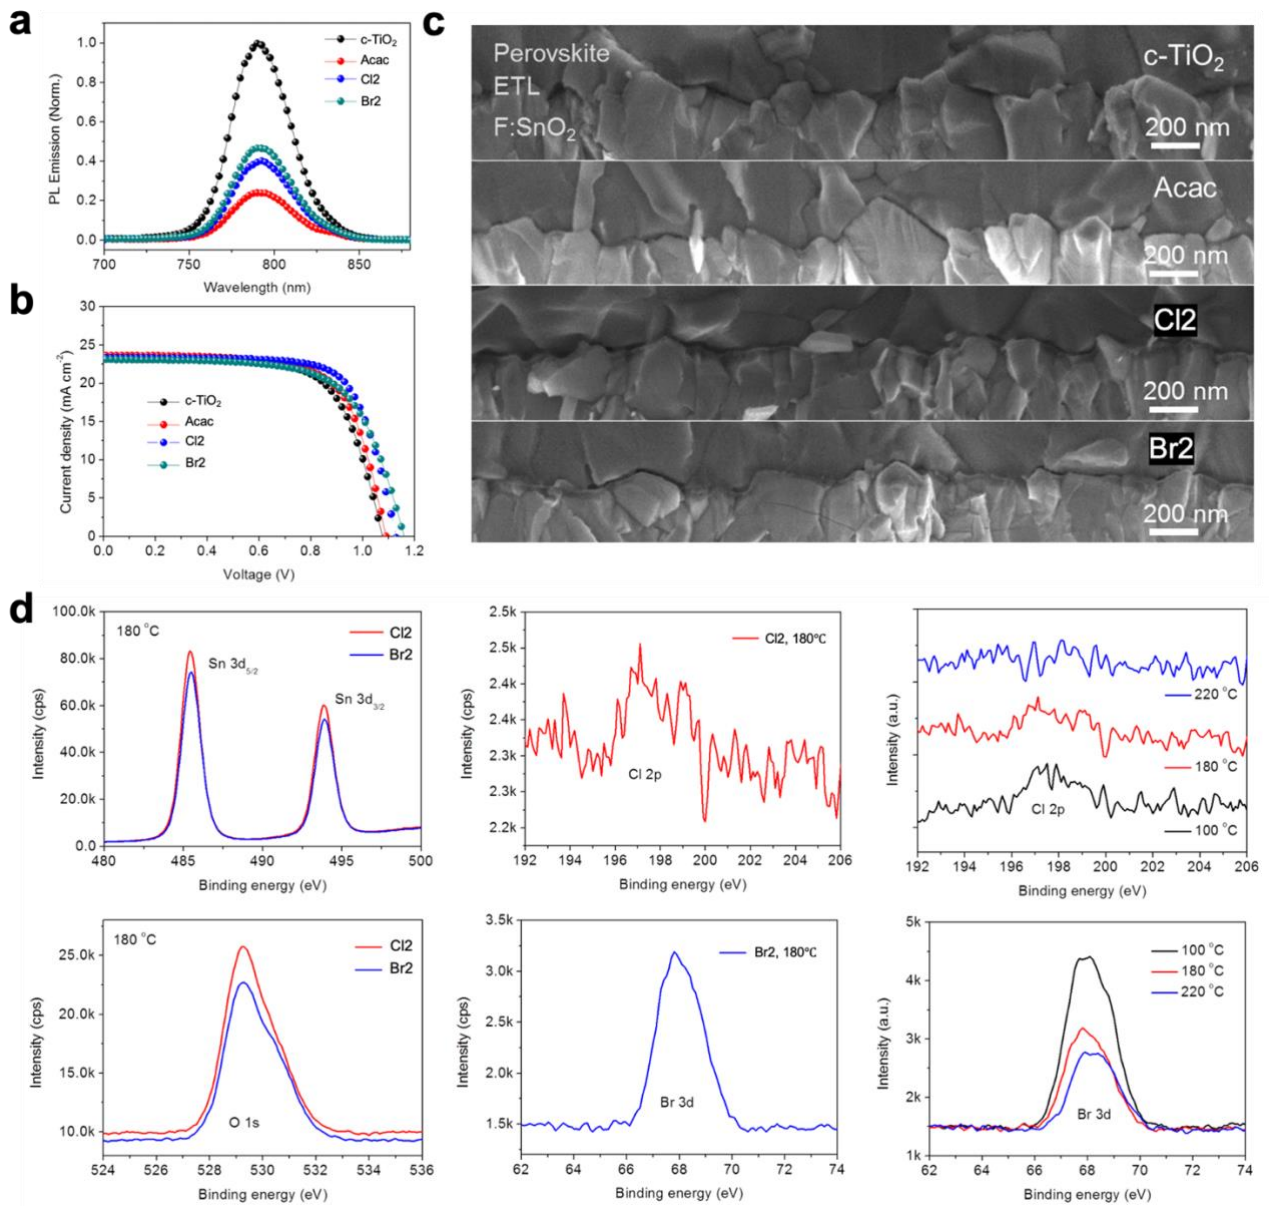 a
PL Emission (Norm.)
1.0
0.8
0.6
0.4
0.2
0.0
c-TiO₂
Acac
Cl2
Br2
700 750 800 850
Wavelength (nm)
b
Current density (mA cm⁻²)
30
25
20
15
10
5
0
c-TiO₂
Acac
Cl2
Br2
0.0 0.2 0.4 0.6 0.8 1.0 1.2
Voltage (V)
c
Perovskite
ETL
F:SnO₂
c-TiO₂
200 nm
Acac
200 nm
Cl2
200 nm
Br2
200 nm
d
Intensity (cps)
100.0k
80.0k
60.0k
40.0k
20.0k
0.0
180 °C
Cl2
Br2
Sn 3d₅/₂
Sn 3d₃/₂
480 485 490 495 500
Binding energy (eV)
Intensity (cps)
2.5k
2.5k
2.4k
2.4k
2.3k
2.3k
2.2k
Cl2, 180℃
Cl 2p
192 194 196 198 200 202 204 206
Binding energy (eV)
Intensity (a.u.)
220 °C
180 °C
Cl 2p
100 °C
192 194 196 198 200 202 204 206
Binding energy (eV)
Intensity (cps)
25.0k
20.0k
15.0k
10.0k
180 °C
Cl2
Br2
O 1s
524 526 528 530 532 534 536
Binding energy (eV)
Intensity (cps)
3.5k
3.0k
2.5k
2.0k
1.5k
Br2, 180℃
Br 3d
62 64 66 68 70 72 74
Binding energy (eV)
Intensity (a.u.)
5k
4k
3k
2k
1k
100 °C
180 °C
220 °C
Br 3d
62 64 66 68 70 72 74
Binding energy (eV)